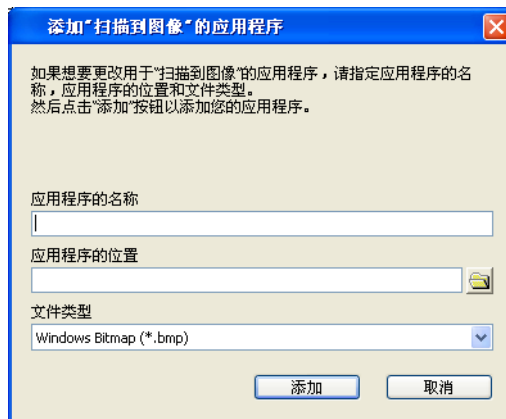 添加"扫描到图像"的应用程序
如果想要更改用于"扫描到图像"的应用程序，请指定应用程序的名
称，应用程序的位置和文件类型。
然后点击"添加"按钮以添加您的应用程序。
应用程序的名称
应用程序的位置
文件类型
Windows Bitmap (*.bmp)
添加
取消